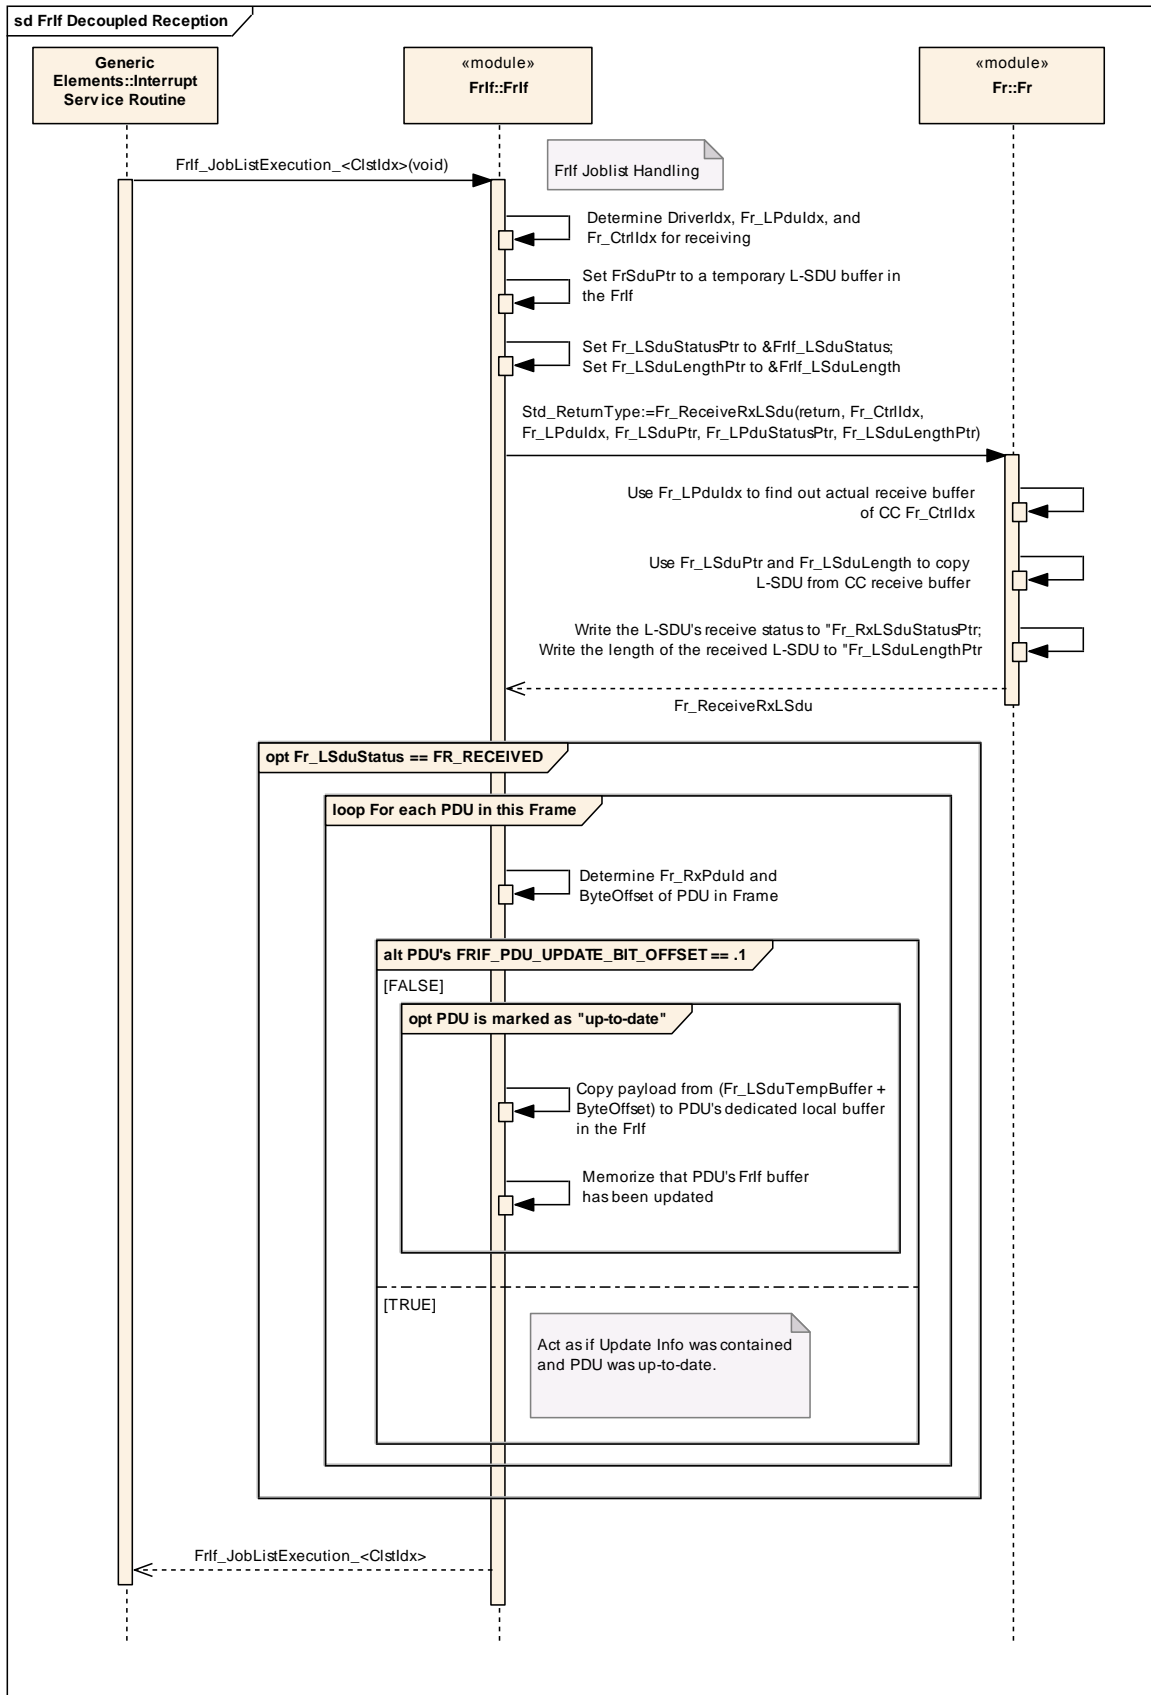 sd FrIf Decoupled Reception
Generic
Elements::Interrupt
Service Routine
«module»
FrIf::FrIf
«module»
Fr::Fr
FrIf_JobListExecution_<ClstIdx>(void)
FrIf Joblist Handling
Determine DriverIdx, Fr_LPduIdx, and
Fr_CtrlIdx for receiving
Set FrSduPtr to a temporary L-SDU buffer in
the FrIf
Set Fr_LSduStatusPtr to &FrIf_LSduStatus;
Set Fr_LSduLengthPtr to &FrIf_LSduLength
Std_ReturnType:=Fr_ReceiveRxLSdu(return, Fr_CtrlIdx,
Fr_LPduIdx, Fr_LSduPtr, Fr_LPduStatusPtr, Fr_LSduLengthPtr)
Use Fr_LPduIdx to find out actual receive buffer
of CC Fr_CtrlIdx
Use Fr_LSduPtr and Fr_LSduLength to copy
L-SDU from CC receive buffer
Write the L-SDU's receive status to "Fr_RxLSduStatusPtr;
Write the length of the received L-SDU to "Fr_LSduLengthPtr
Fr_ReceiveRxLSdu
opt Fr_LSduStatus == FR_RECEIVED
loop For each PDU in this Frame
Determine Fr_RxPduId and
ByteOffset of PDU in Frame
alt PDU's FRIF_PDU_UPDATE_BIT_OFFSET == .1
[FALSE]
opt PDU is marked as "up-to-date"
Copy payload from (Fr_LSduTempBuffer +
ByteOffset) to PDU's dedicated local buffer
in the FrIf
Memorize that PDU's FrIf buffer
has been updated
[TRUE]
Act as if Update Info was contained
and PDU was up-to-date.
FrIf_JobListExecution_<ClstIdx>